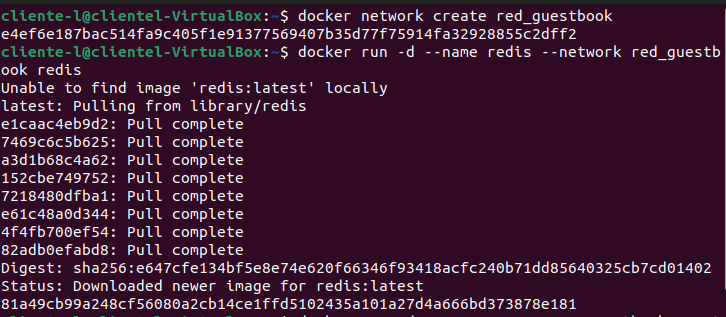 cliente-l@clientel-VirtualBox:~$ docker network create red_guestbook
e4ef6e187bac514fa9c405f1e91377569407b35d77f75914fa32928855c2dff2
cliente-l@clientel-VirtualBox:~$ docker run -d --name redis --network red_guestb
ook redis
Unable to find image 'redis:latest' locally
latest: Pulling from library/redis
e1caac4eb9d2: Pull complete
7469c6c5b625: Pull complete
a3d1b68c4a62: Pull complete
152cbe749752: Pull complete
7218480dfba1: Pull complete
e61c48a0d344: Pull complete
4f4fb700ef54: Pull complete
82adb0efabd8: Pull complete
Digest: sha256:e647cfe134bf5e8e74e620f66346f93418acfc240b71dd85640325cb7cd01402
Status: Downloaded newer image for redis:latest
81a49cb99a248cf56080a2cb14ce1ffd5102435a101a27d4a666bd373878e181